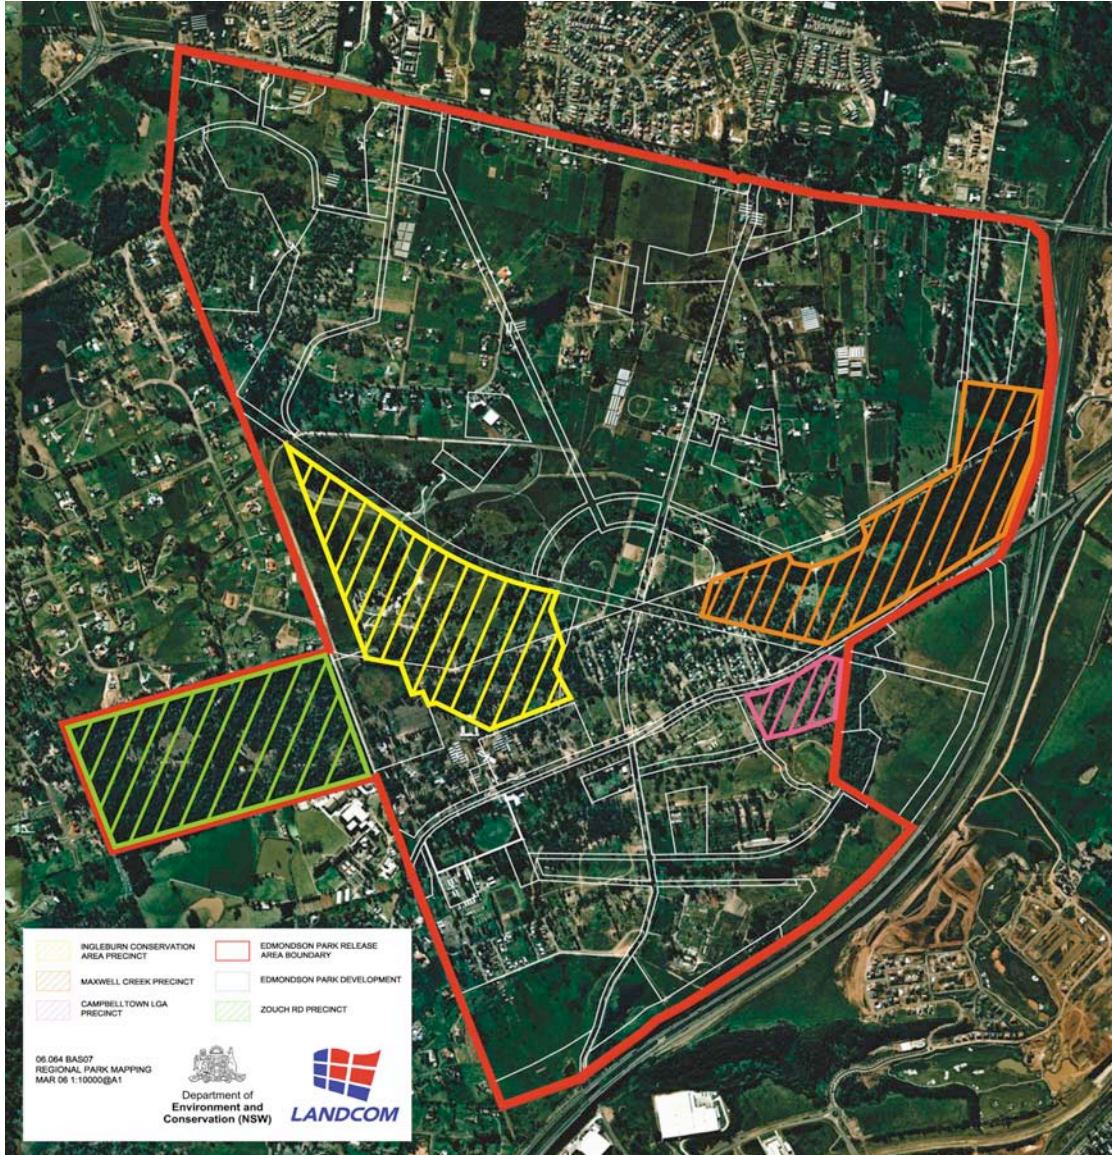 INGLEBURN CONSERVATION
AREA PRECINCT
MAXWELL CREEK PRECINCT
CAMPBELLTOWN LGA
PRECINCT
EDMONDSON PARK RELEASE
AREA BOUNDARY
EDMONDSON PARK DEVELOPMENT
ZOUCH RD PRECINCT
06.064 BAS07
REGIONAL PARK MAPPING
MAR 06 1:10000@A1
Department of
Environment and
Conservation (NSW)
LANDCOM